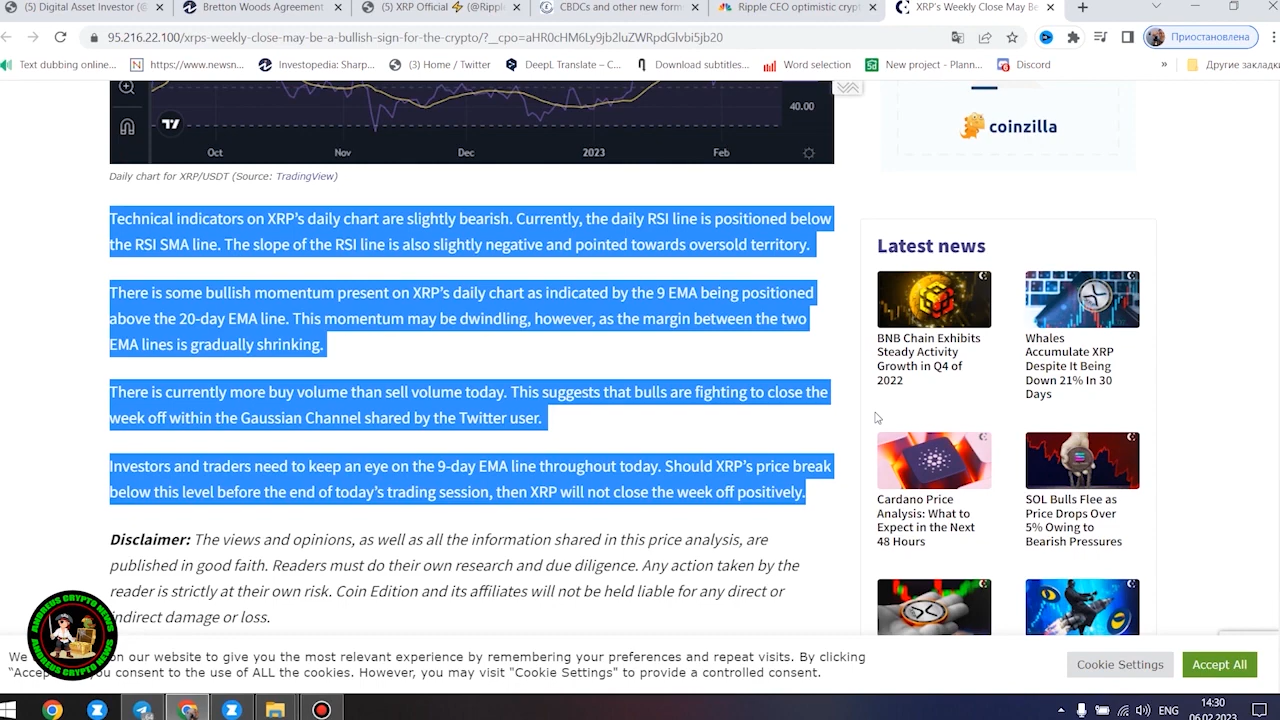 (5) Digital Asset Investor (@
Bretton Woods Agreement
(5) XRP Official ⚡ (@Ripple
CBDCs and other new form
Ripple CEO optimistic crypt
XRP's Weekly Close May Be
95.216.22.100/xrps-weekly-close-may-be-a-bullish-sign-for-the-crypto/?__cpo=aHR0cHM6Ly9jb2luZWRpdGlvbi5jb20
Приостановлена
Text dubbing online...
https://www.newsn...
Investopedia: Sharp...
(3) Home / Twitter
DeepL Translate – C...
Download subtitles...
Word selection
New project - Plann...
Discord
»
Другие закладки
40.00
Oct Nov Dec 2023 Feb
Daily chart for XRP/USDT (Source: TradingView)
Technical indicators on XRP's daily chart are slightly bearish. Currently, the daily RSI line is positioned below
the RSI SMA line. The slope of the RSI line is also slightly negative and pointed towards oversold territory.
There is some bullish momentum present on XRP's daily chart as indicated by the 9 EMA being positioned
above the 20-day EMA line. This momentum may be dwindling, however, as the margin between the two
EMA lines is gradually shrinking.
There is currently more buy volume than sell volume today. This suggests that bulls are fighting to close the
week off within the Gaussian Channel shared by the Twitter user.
Investors and traders need to keep an eye on the 9-day EMA line throughout today. Should XRP's price break
below this level before the end of today's trading session, then XRP will not close the week off positively.
Disclaimer: The views and opinions, as well as all the information shared in this price analysis, are
published in good faith. Readers must do their own research and due diligence. Any action taken by the
reader is strictly at their own risk. Coin Edition and its affiliates will not be held liable for any direct or
indirect damage or loss.
coinzilla
Latest news
BNB Chain Exhibits
Steady Activity
Growth in Q4 of
2022
Whales
Accumulate XRP
Despite It Being
Down 21% In 30
Days
Cardano Price
Analysis: What to
Expect in the Next
48 Hours
SOL Bulls Flee as
Price Drops Over
5% Owing to
Bearish Pressures
ANDREUS CRYPTO NEWS
ANDREUS CRYPTO NEWS
We on our website to give you the most relevant experience by remembering your preferences and repeat visits. By clicking
"Accep you consent to the use of ALL the cookies. However, you may visit "Cookie Settings" to provide a controlled consent.
Cookie Settings
Accept All
ENG
14:30
06.02.2023